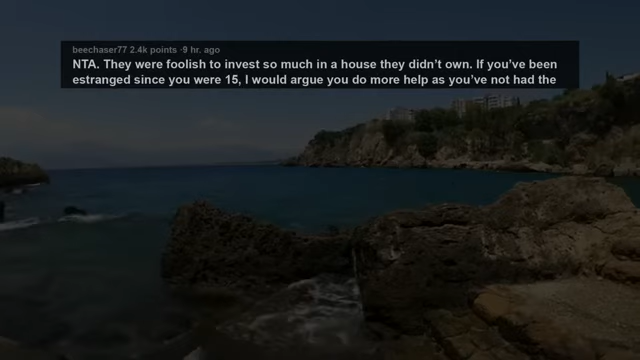 beechaser77 2.4k points ·9 hr. ago
NTA. They were foolish to invest so much in a house they didn’t own. If you’ve been
estranged since you were 15, I would argue you do more help as you’ve not had the